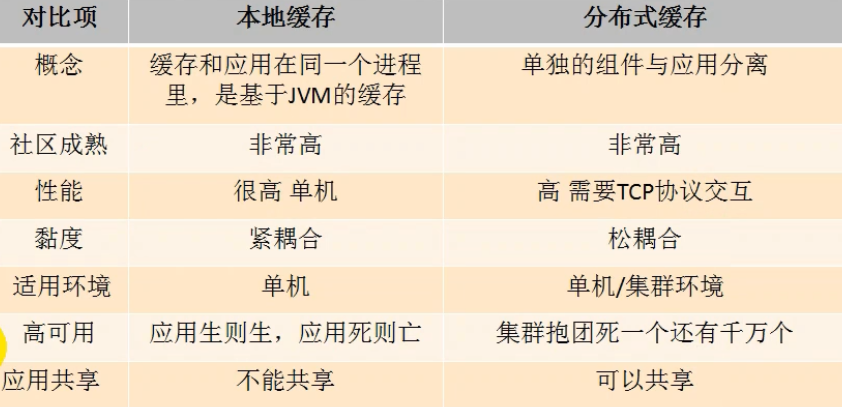 对比项 本地缓存 分布式缓存
概念 缓存和应用在同一个进程 单独的组件与应用分离
里，是基于JVM的缓存
社区成熟 非常高 非常高
性能 很高 单机 高 需要TCP协议交互
黏度 紧耦合 松耦合
适用环境 单机 单机/集群环境
高可用 应用生则生，应用死则亡 集群抱团死一个还有千万个
应用共享 不能共享 可以共享